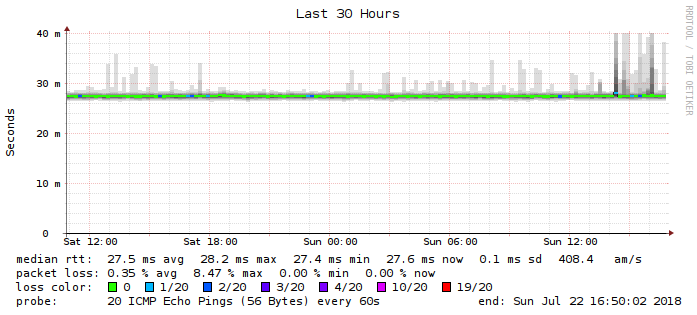 Last 30 Hours
RRDTOOL / TOBI OETIKER
Seconds
40 m
30 m
20 m
10 m
0
Sat 12:00 Sat 18:00 Sun 00:00 Sun 06:00 Sun 12:00
median rtt: 27.5 ms avg 28.2 ms max 27.4 ms min 27.6 ms now 0.1 ms sd 408.4 am/s
packet loss: 0.35 % avg 8.47 % max 0.00 % min 0.00 % now
loss color: 0 1/20 2/20 3/20 4/20 10/20 19/20
probe: 20 ICMP Echo Pings (56 Bytes) every 60s end: Sun Jul 22 16:50:02 2018